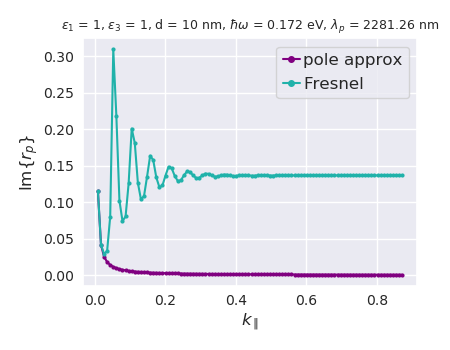 ε₁ = 1, ε₃ = 1, d = 10 nm, ℏω = 0.172 eV, λₚ = 2281.26 nm
pole approx
Fresnel
Im{rₚ}
0.30
0.25
0.20
0.15
0.10
0.05
0.00
0.0 0.2 0.4 0.6 0.8
k∥